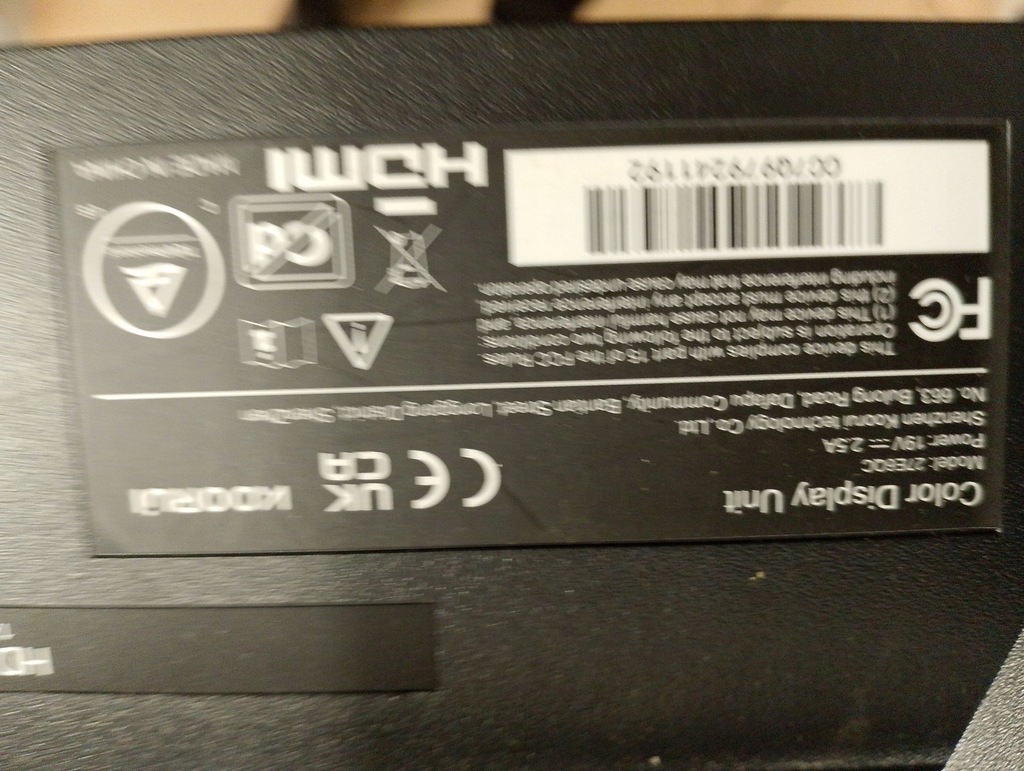 Color Display Unit
Model: 27E6QC
Power: 19V⎓2.5A
Shenzhen Koorui Technology Co.,Ltd.
No. 663, Bulong Road, Dafapu Community, Bantian Street, Longgang District, Shenzhen
CE
UK
CA
KOORUI
FC
This device complies with part 15 of the FCC Rules.
Operation is subject to the following two conditions:
(1) This device may not cause harmful interference, and
(2) this device must accept any interference received,
including interference that may cause undesired operation.
HDMI
MADE IN CHINA